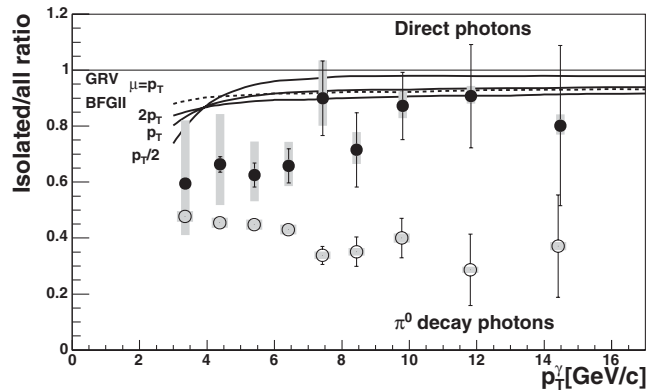 Isolated/all ratio
1.2
1
0.8
0.6
0.4
0.2
0
Direct photons
GRV
μ=pT
BFGII
2pT
pT
pT/2
π0 decay photons
0 2 4 6 8 10 12 14 16
pTγ[GeV/c]